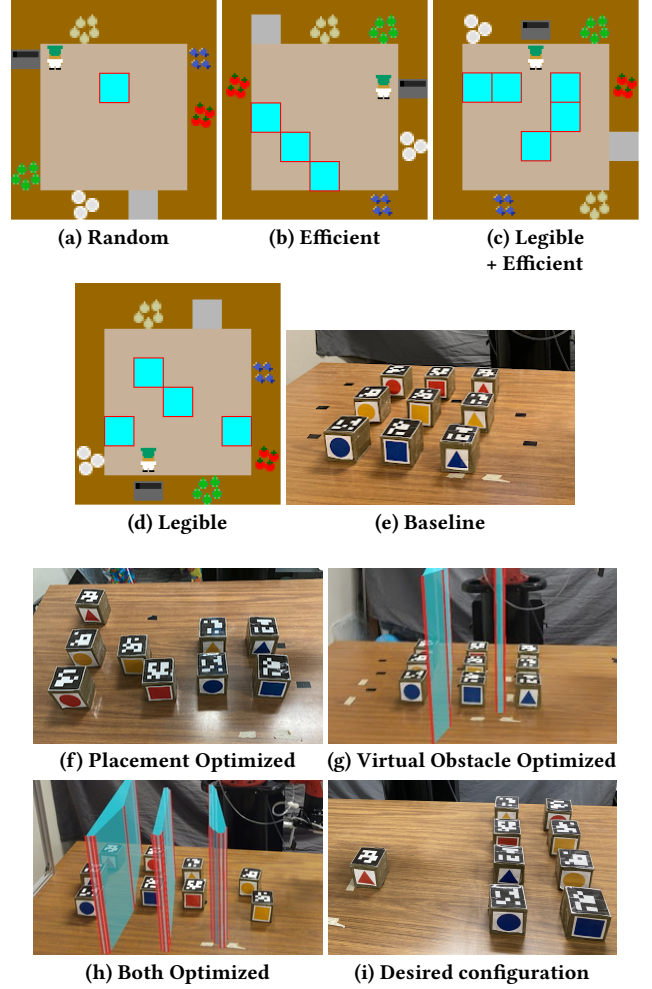 (a) Random
(b) Efficient
(c) Legible
+ Efficient
(d) Legible
(e) Baseline
(f) Placement Optimized
(g) Virtual Obstacle Optimized
(h) Both Optimized
(i) Desired configuration